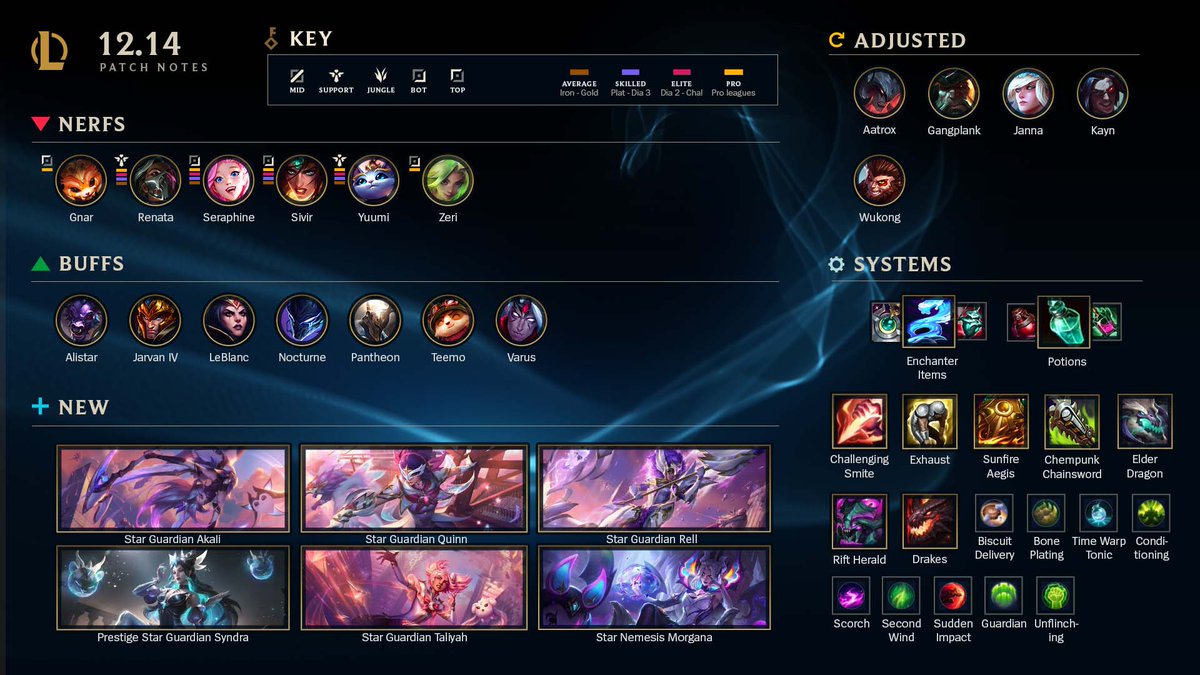 12.14
PATCH NOTES
KEY
MID
SUPPORT
JUNGLE
BOT
TOP
AVERAGE
Iron - Gold
SKILLED
Plat - Dia 3
ELITE
Dia 2 - Chal
PRO
Pro leagues
NERFS
Gnar
Renata
Seraphine
Sivir
Yuumi
Zeri
BUFFS
Alistar
Jarvan IV
LeBlanc
Nocturne
Pantheon
Teemo
Varus
NEW
Star Guardian Akali
Star Guardian Quinn
Star Guardian Rell
Prestige Star Guardian Syndra
Star Guardian Taliyah
Star Nemesis Morgana
ADJUSTED
Aatrox
Gangplank
Janna
Kayn
Wukong
SYSTEMS
Enchanter
Items
Potions
Challenging
Smite
Exhaust
Sunfire
Aegis
Chempunk
Chainsword
Elder
Dragon
Rift Herald
Drakes
Biscuit
Delivery
Bone
Plating
Time Warp
Tonic
Condi-
tioning
Scorch
Second
Wind
Sudden
Impact
Guardian
Unflinch-
ing